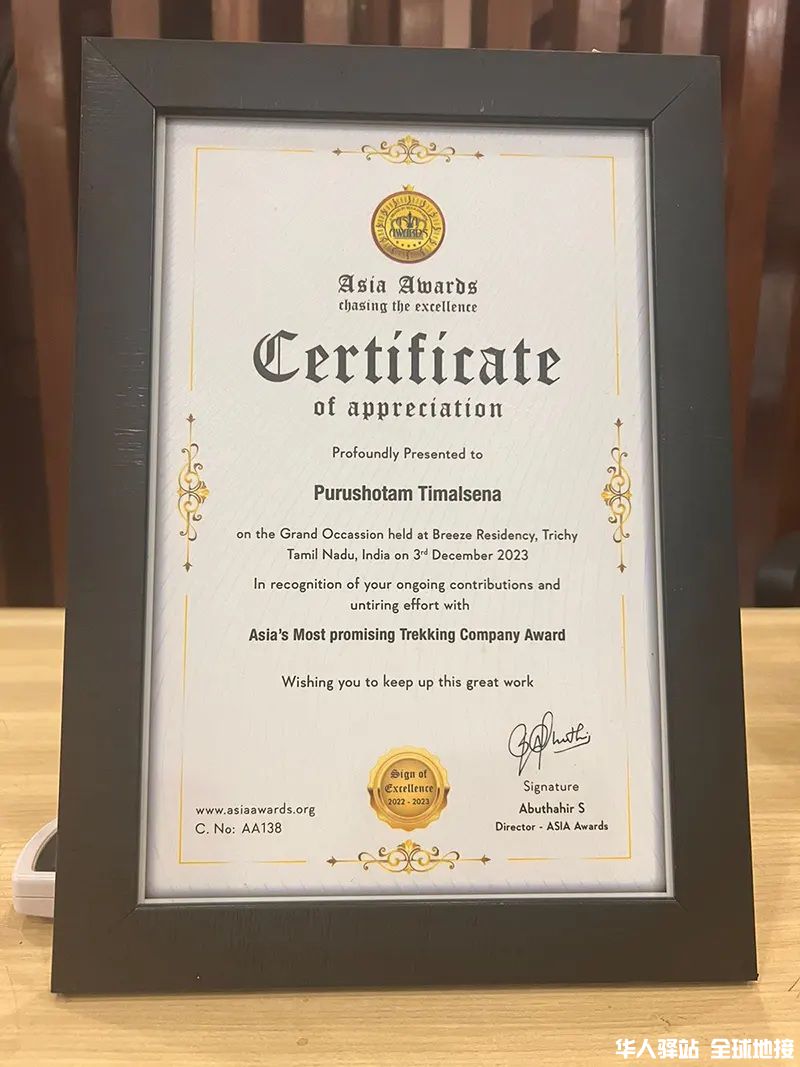 AWARDS
Asia Awards
chasing the excellence
Certificate
of appreciation
Profoundly Presented to
Purushotam Timalsena
on the Grand Occassion held at Breeze Residency, Trichy
Tamil Nadu, India on 3rd December 2023
In recognition of your ongoing contributions and
untiring effort with
Asia's Most promising Trekking Company Award
Wishing you to keep up this great work
Sign of
Excellence
2022 - 2023
www.asiaawards.org
C. No: AA138
Signature
Abuthahir S
Director - ASIA Awards
华人驿站 全球地接